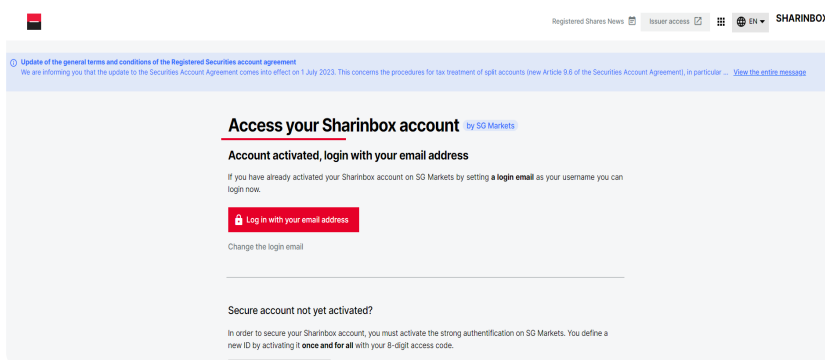 Registered Shares News Issuer access EN SHARINBOX
Update of the general terms and conditions of the Registered Securities account agreement
We are informing you that the update to the Securities Account Agreement comes into effect on 1 July 2023. This concerns the procedures for tax treatment of split accounts (new Article 9.6 of the Securities Account Agreement), in particular ... View the entire message
Access your Sharinbox account by SG Markets
Account activated, login with your email address
If you have already activated your Sharinbox account on SG Markets by setting a login email as your username you can
login now.
Log in with your email address
Change the login email
Secure account not yet activated?
In order to secure your Sharinbox account, you must activate the strong authentification on SG Markets. You define a
new ID by activating it once and for all with your 8-digit access code.